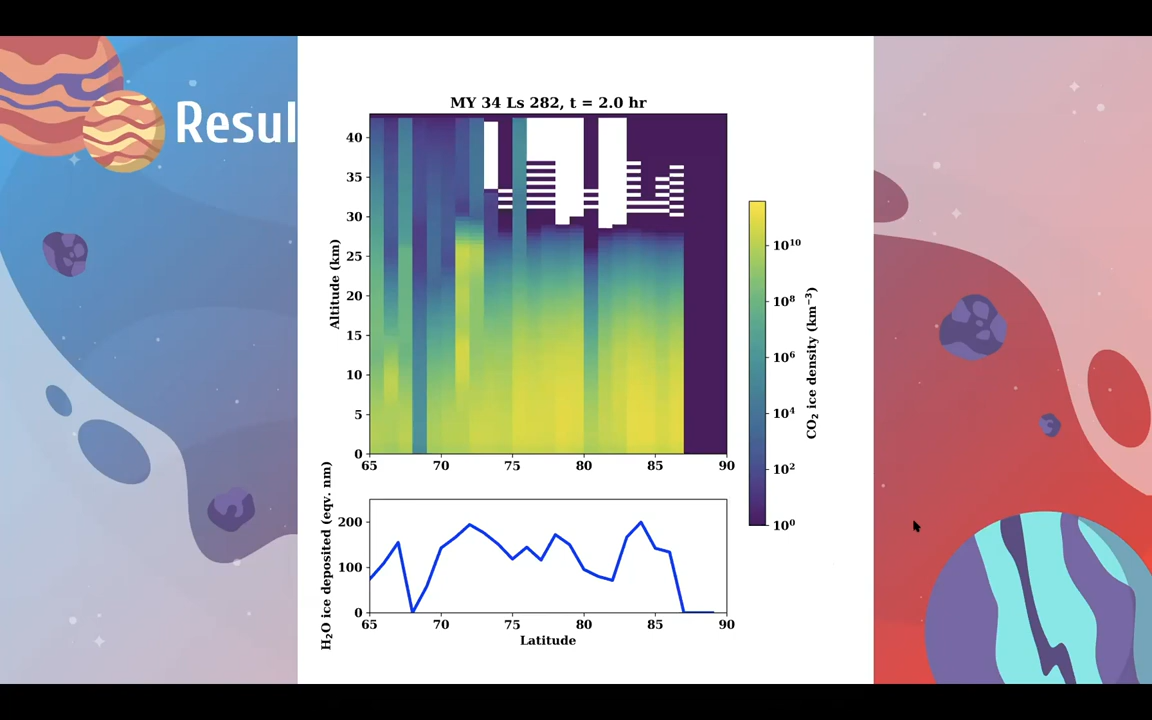 Resul
MY 34 Ls 282, t = 2.0 hr
Altitude (km)
40
35
30
25
20
15
10
5
0
65 70 75 80 85 90
10¹⁰
10⁸
10⁶
10⁴
10²
10⁰
CO₂ ice density (km⁻³)
H₂O ice deposited (eqv. nm)
200
100
0
65 70 75 80 85 90
Latitude